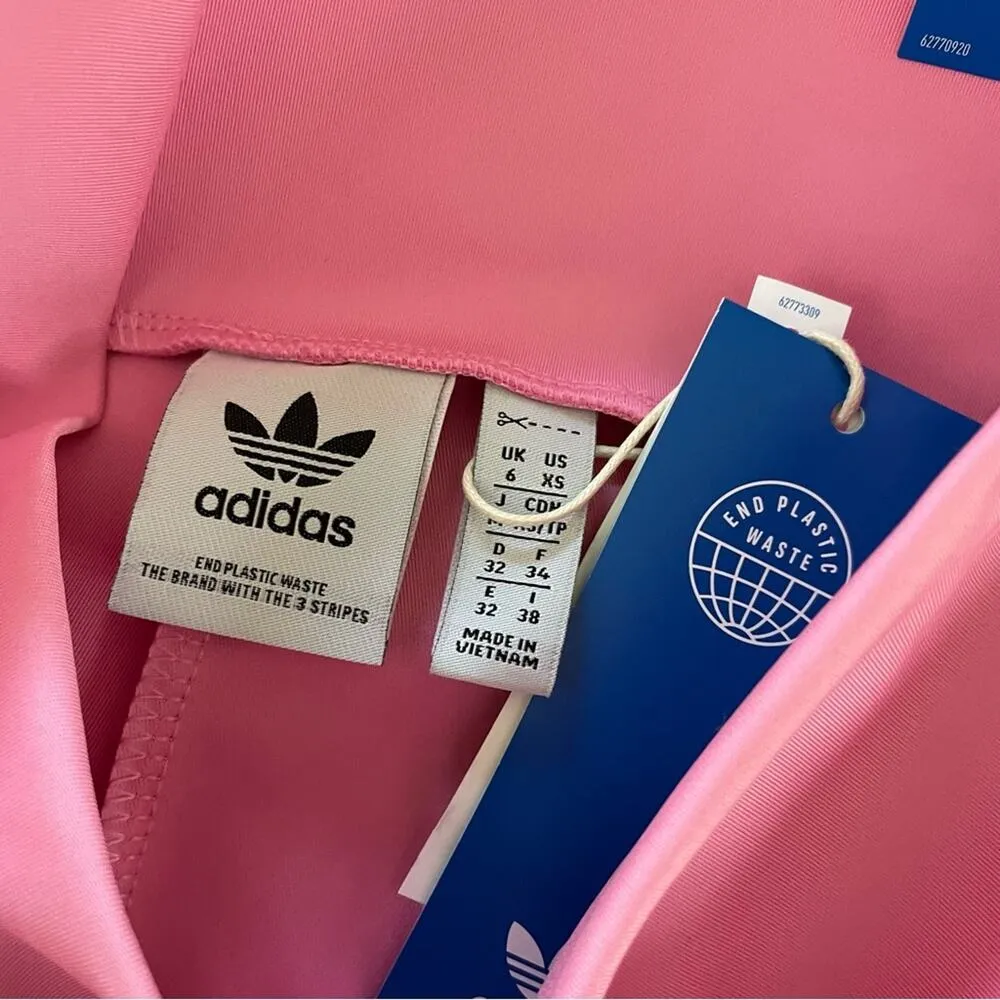 62770920
62773309
adidas
END PLASTIC WASTE
THE BRAND WITH THE 3 STRIPES
UK US
6 XS
J CDN
D F
32 34
E I
32 38
MADE IN
VIETNAM
END PLASTIC
WASTE